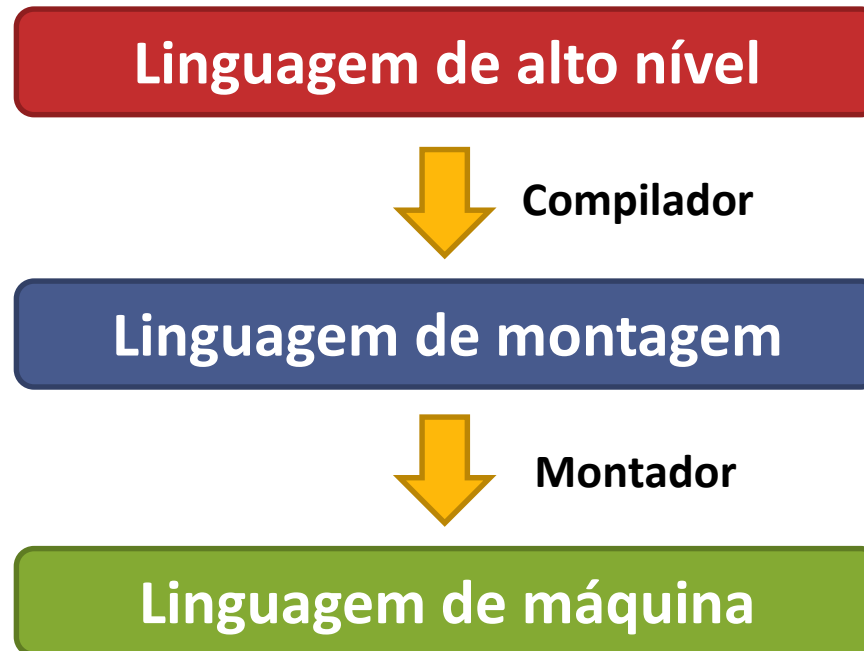 Linguagem de alto nível
Compilador
Linguagem de montagem
Montador
Linguagem de máquina